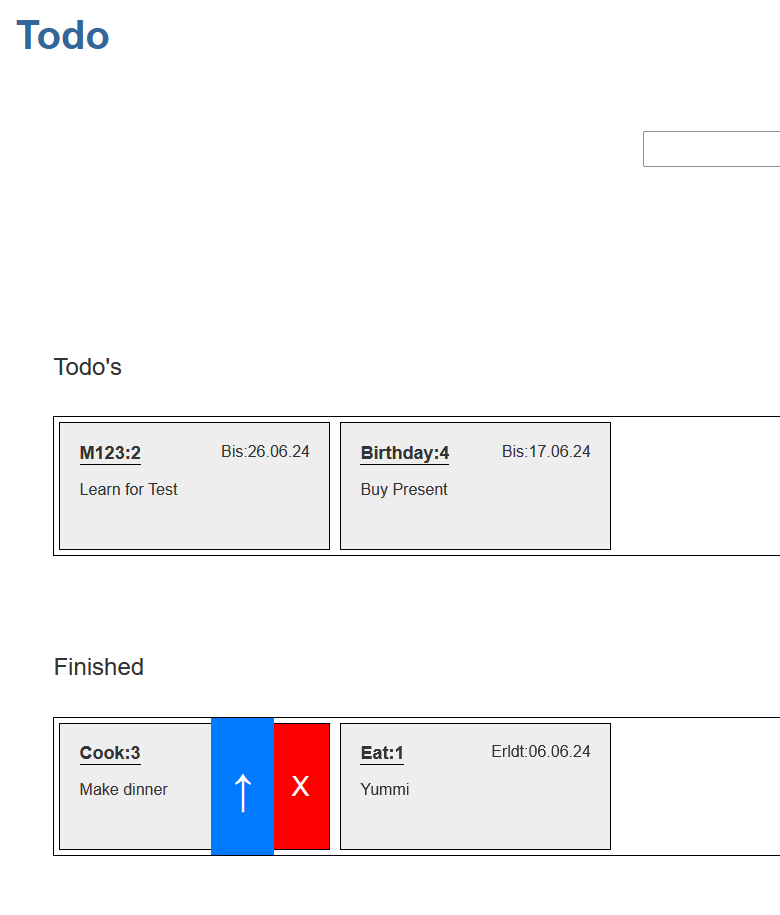 Todo
Todo's
M123:2 Bis:26.06.24
Learn for Test
Birthday:4 Bis:17.06.24
Buy Present
Finished
Cook:3
Make dinner
↑ X
Eat:1 Erldt:06.06.24
Yummi